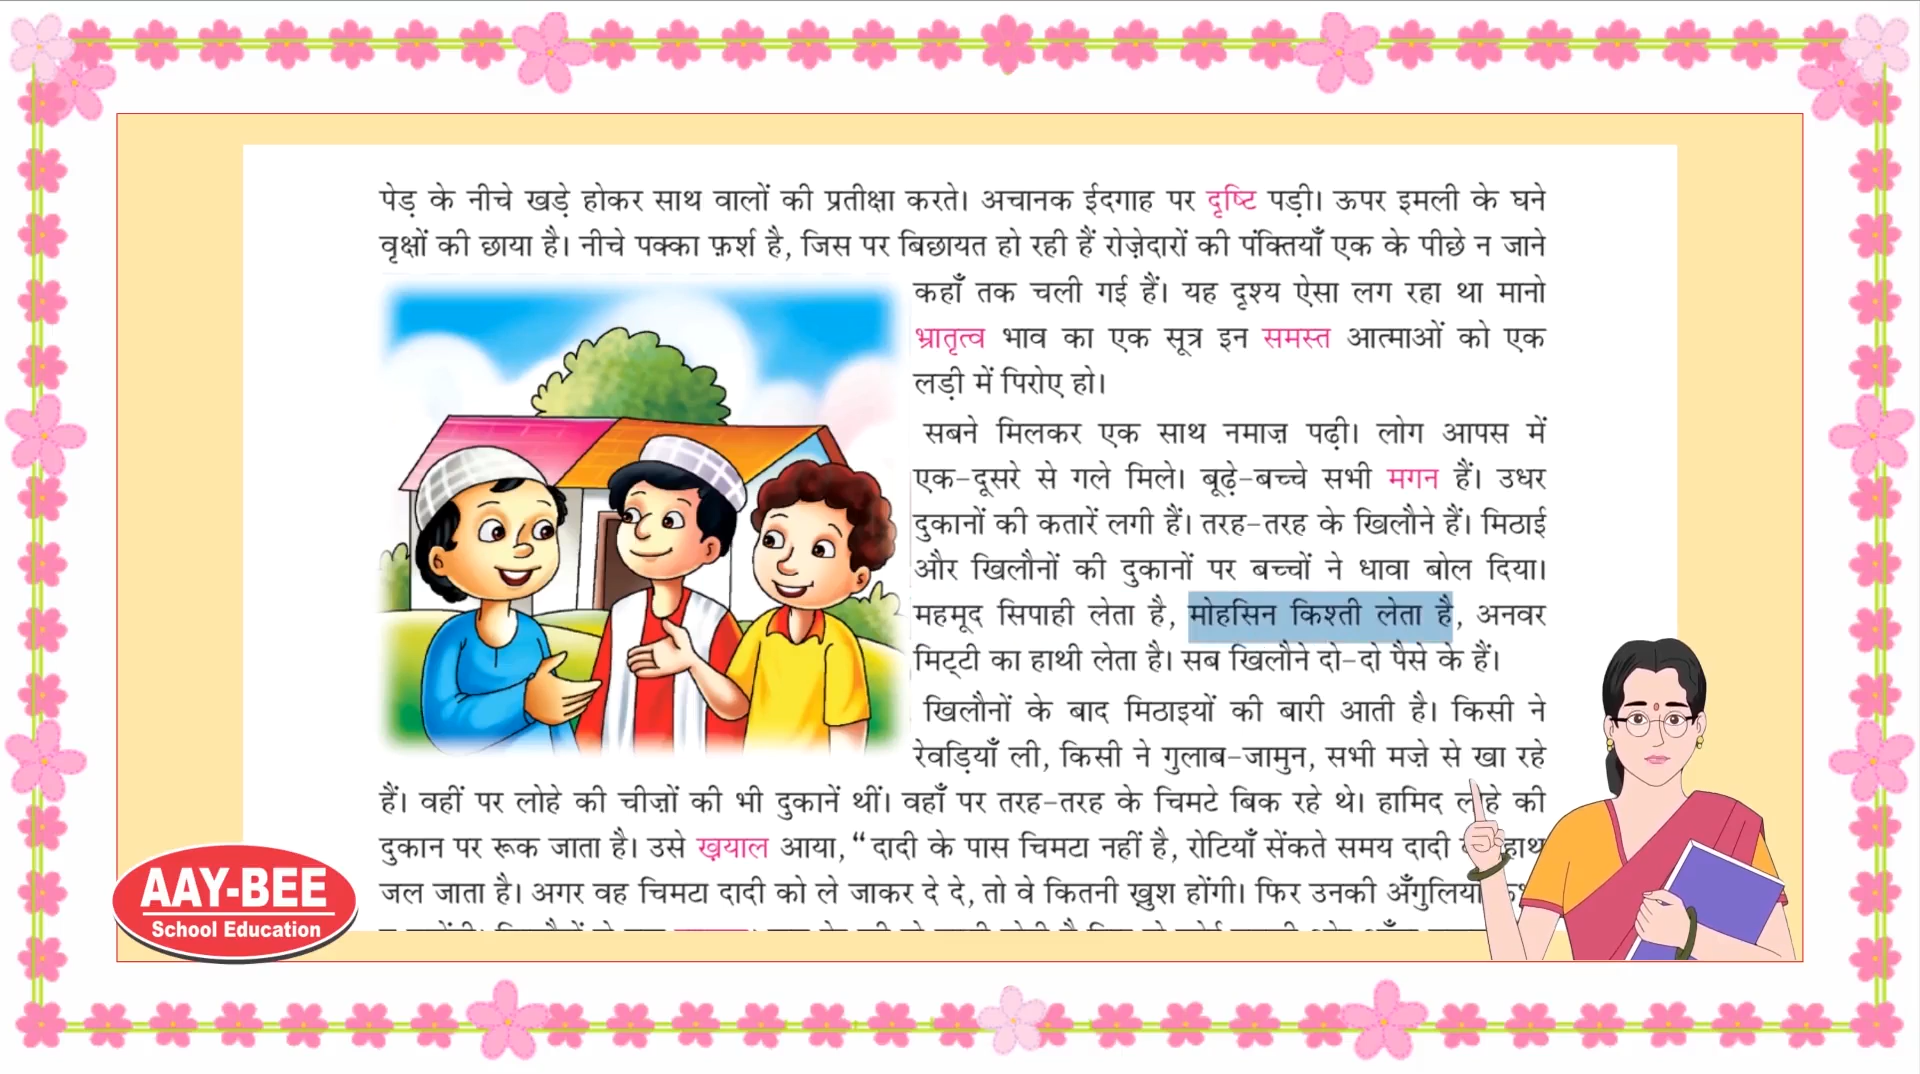 पेड़ के नीचे खड़े होकर साथ वालों की प्रतीक्षा करते। अचानक ईदगाह पर दृष्टि पड़ी। ऊपर इमली के घने
वृक्षों की छाया है। नीचे पक्का फ़र्श है, जिस पर बिछायत हो रही हैं रोज़ेदारों की पंक्तियाँ एक के पीछे न जाने
कहाँ तक चली गई हैं। यह दृश्य ऐसा लग रहा था मानो
भ्रातृत्व भाव का एक सूत्र इन समस्त आत्माओं को एक
लड़ी में पिरोए हो।
सबने मिलकर एक साथ नमाज़ पढ़ी। लोग आपस में
एक-दूसरे से गले मिले। बूढ़े-बच्चे सभी मगन हैं। उधर
दुकानों की कतारें लगी हैं। तरह-तरह के खिलौने हैं। मिठाई
और खिलौनों की दुकानों पर बच्चों ने धावा बोल दिया।
महमूद सिपाही लेता है, मोहसिन किश्ती लेता है, अनवर
मिट्टी का हाथी लेता है। सब खिलौने दो-दो पैसे के हैं।
खिलौनों के बाद मिठाइयों की बारी आती है। किसी ने
रेवड़ियाँ ली, किसी ने गुलाब-जामुन, सभी मज़े से खा रहे
हैं। वहीं पर लोहे की चीज़ों की भी दुकानें थीं। वहाँ पर तरह-तरह के चिमटे बिक रहे थे। हामिद लोहे की
दुकान पर रूक जाता है। उसे ख़याल आया, “दादी के पास चिमटा नहीं है, रोटियाँ सेंकते समय दादी हाथ
जल जाता है। अगर वह चिमटा दादी को ले जाकर दे दे, तो वे कितनी ख़ुश होंगी। फिर उनकी
AAY-BEE
School Education